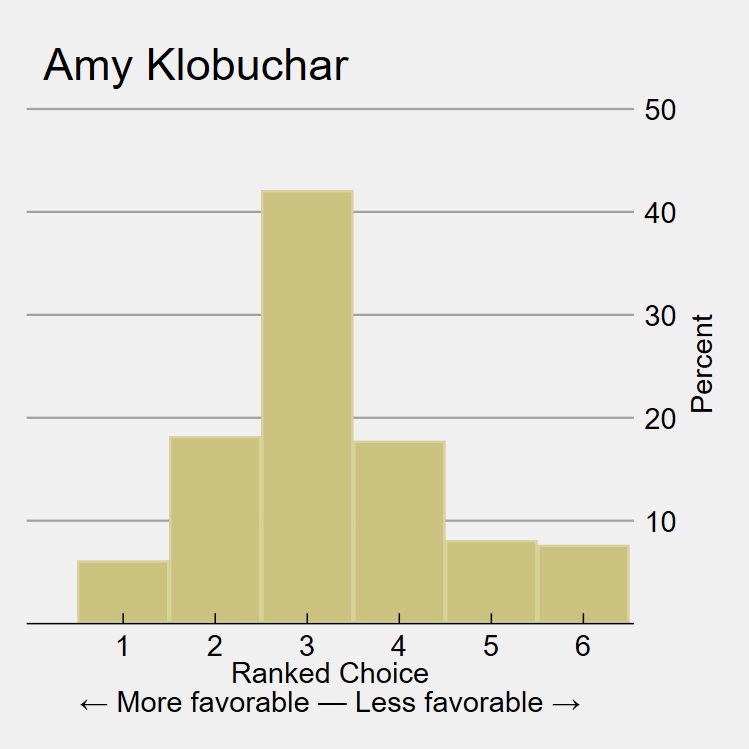 Amy Klobuchar
50
40
30
20
10
Percent
1 2 3 4 5 6
Ranked Choice
← More favorable — Less favorable →